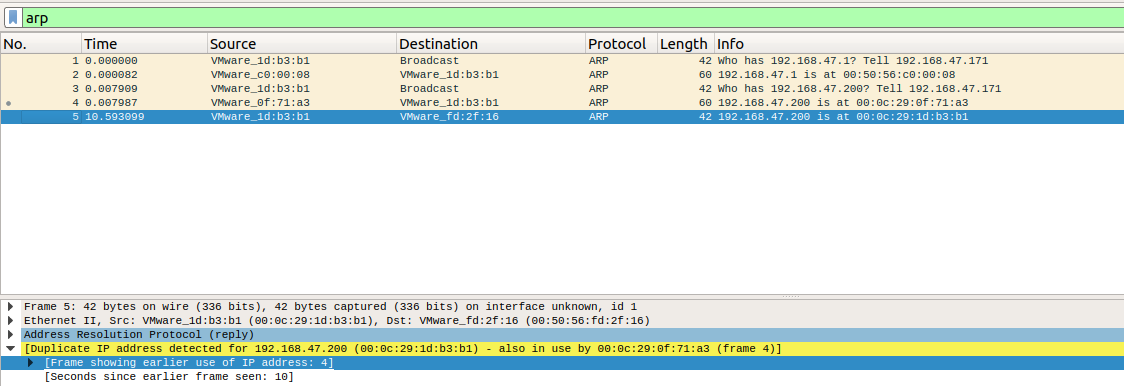 arp
No. Time Source Destination Protocol Length Info
1 0.000000 VMware_1d:b3:b1 Broadcast ARP 42 Who has 192.168.47.1? Tell 192.168.47.171
2 0.000082 VMware_c0:00:08 VMware_1d:b3:b1 ARP 60 192.168.47.1 is at 00:50:56:c0:00:08
3 0.007909 VMware_1d:b3:b1 Broadcast ARP 42 Who has 192.168.47.200? Tell 192.168.47.171
4 0.007987 VMware_0f:71:a3 VMware_1d:b3:b1 ARP 60 192.168.47.200 is at 00:0c:29:0f:71:a3
5 10.593099 VMware_1d:b3:b1 VMware_fd:2f:16 ARP 42 192.168.47.200 is at 00:0c:29:1d:b3:b1
Frame 5: 42 bytes on wire (336 bits), 42 bytes captured (336 bits) on interface unknown, id 1
Ethernet II, Src: VMware_1d:b3:b1 (00:0c:29:1d:b3:b1), Dst: VMware_fd:2f:16 (00:50:56:fd:2f:16)
Address Resolution Protocol (reply)
[Duplicate IP address detected for 192.168.47.200 (00:0c:29:1d:b3:b1) - also in use by 00:0c:29:0f:71:a3 (frame 4)]
[Frame showing earlier use of IP address: 4]
[Seconds since earlier frame seen: 10]